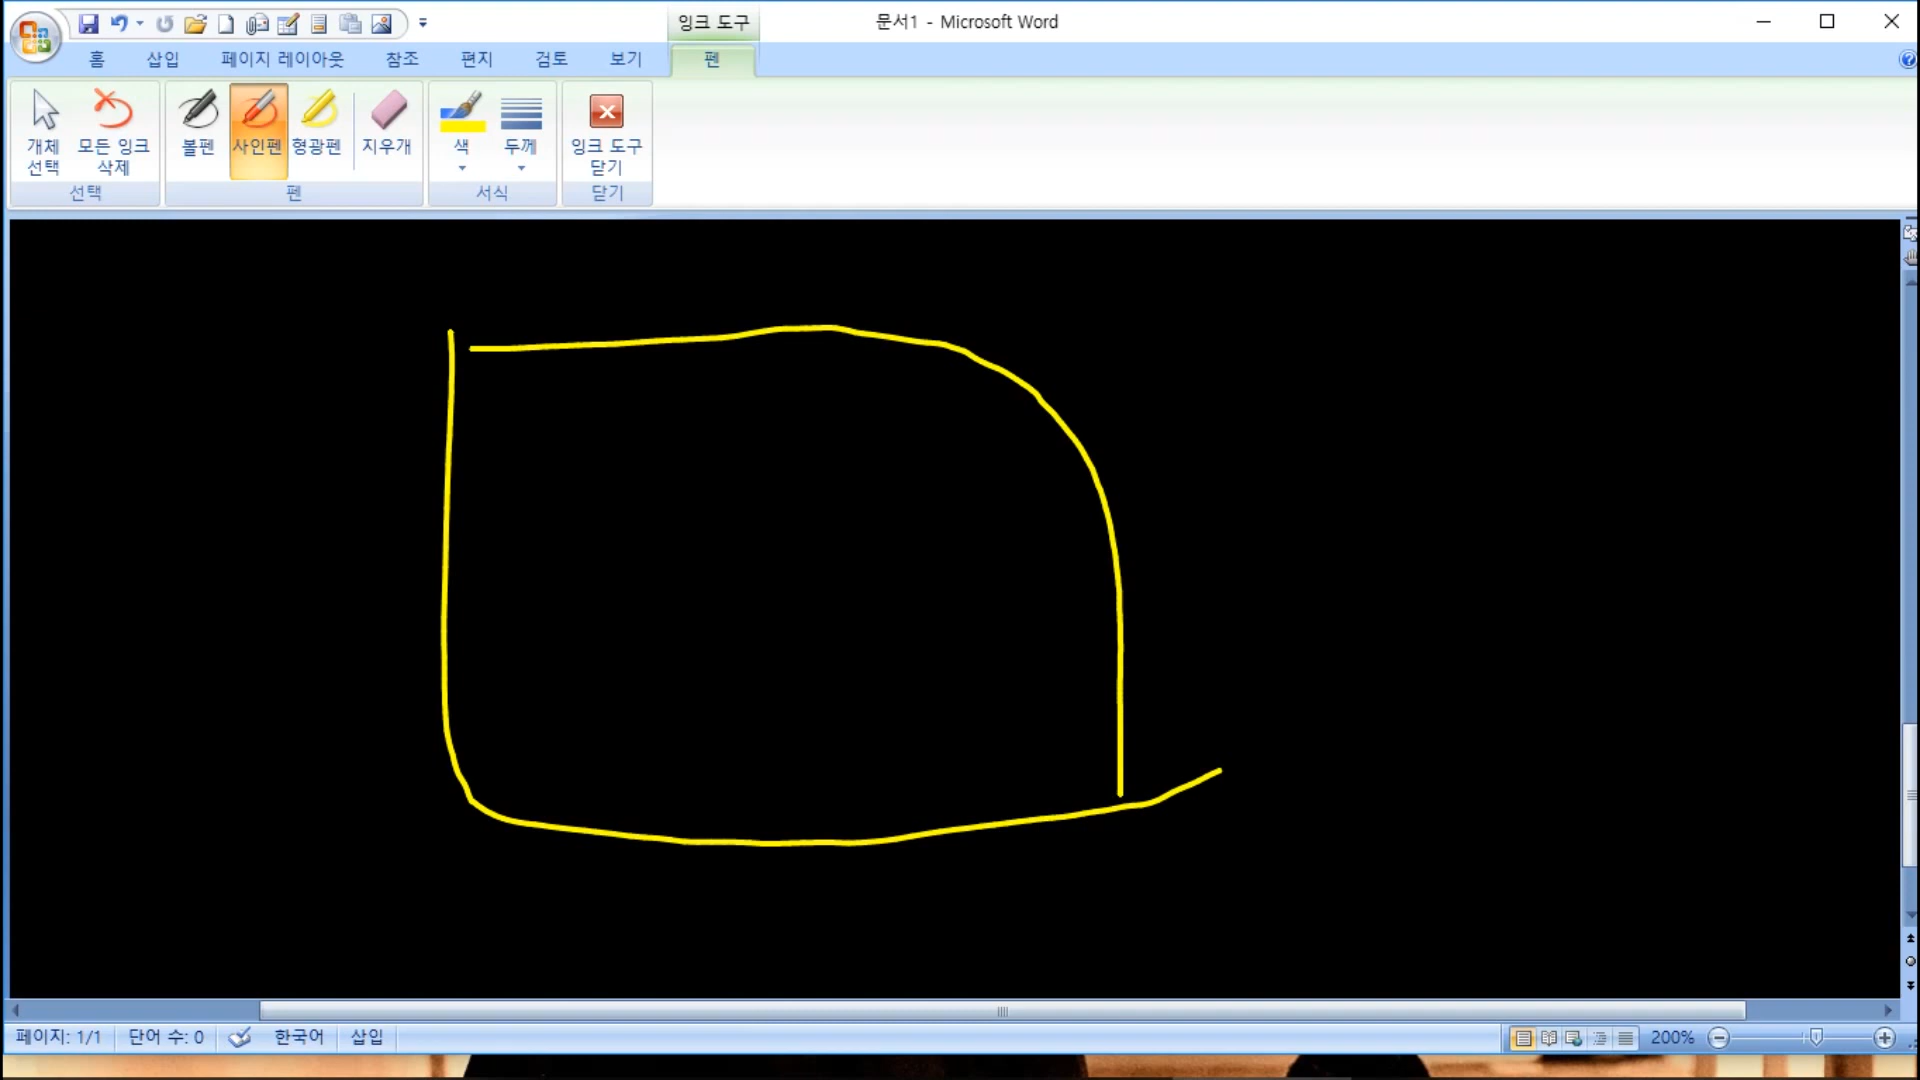 잉크 도구
문서1 - Microsoft Word
홈 삽입 페이지 레이아웃 참조 편지 검토 보기 펜
개체 선택
모든 잉크 삭제
볼펜
사인펜
형광펜
지우개
색
두께
잉크 도구 닫기
선택 펜 서식 닫기
페이지: 1/1 단어 수: 0 한국어 삽입 200%